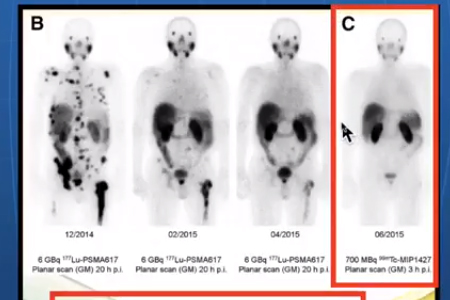 B
C
12/2014
02/2015
04/2015
06/2015
6 GBq ¹⁷⁷Lu-PSMA617
Planar scan (GM) 20 h p.i.
6 GBq ¹⁷⁷Lu-PSMA617
Planar scan (GM) 20 h p.i.
6 GBq ¹⁷⁷Lu-PSMA617
Planar scan (GM) 20 h p.i.
700 MBq ⁹⁹ᵐTc-MIP1427
Planar scan (GM) 3 h p.i.